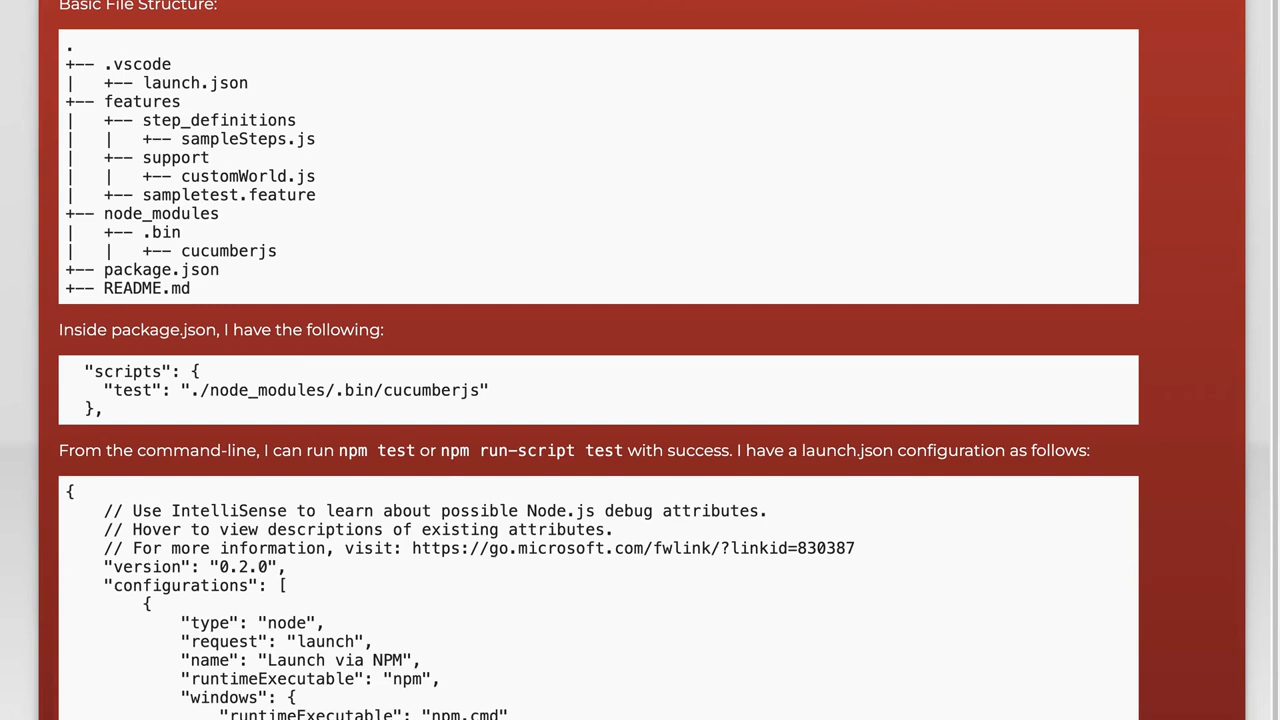 Basic File Structure:
.
+-- .vscode
|   +-- launch.json
+-- features
|   +-- step_definitions
|   |   +-- sampleSteps.js
|   +-- support
|   |   +-- customWorld.js
|   +-- sampletest.feature
+-- node_modules
|   +-- .bin
|   |   +-- cucumberjs
+-- package.json
+-- README.md
Inside package.json, I have the following:
  "scripts": {
    "test": "./node_modules/.bin/cucumberjs"
  },
From the command-line, I can run npm test or npm run-script test with success. I have a launch.json configuration as follows:
{
    // Use IntelliSense to learn about possible Node.js debug attributes.
    // Hover to view descriptions of existing attributes.
    // For more information, visit: https://go.microsoft.com/fwlink/?linkid=830387
    "version": "0.2.0",
    "configurations": [
        {
            "type": "node",
            "request": "launch",
            "name": "Launch via NPM",
            "runtimeExecutable": "npm",
            "windows": {
                "runtimeExecutable": "npm.cmd"